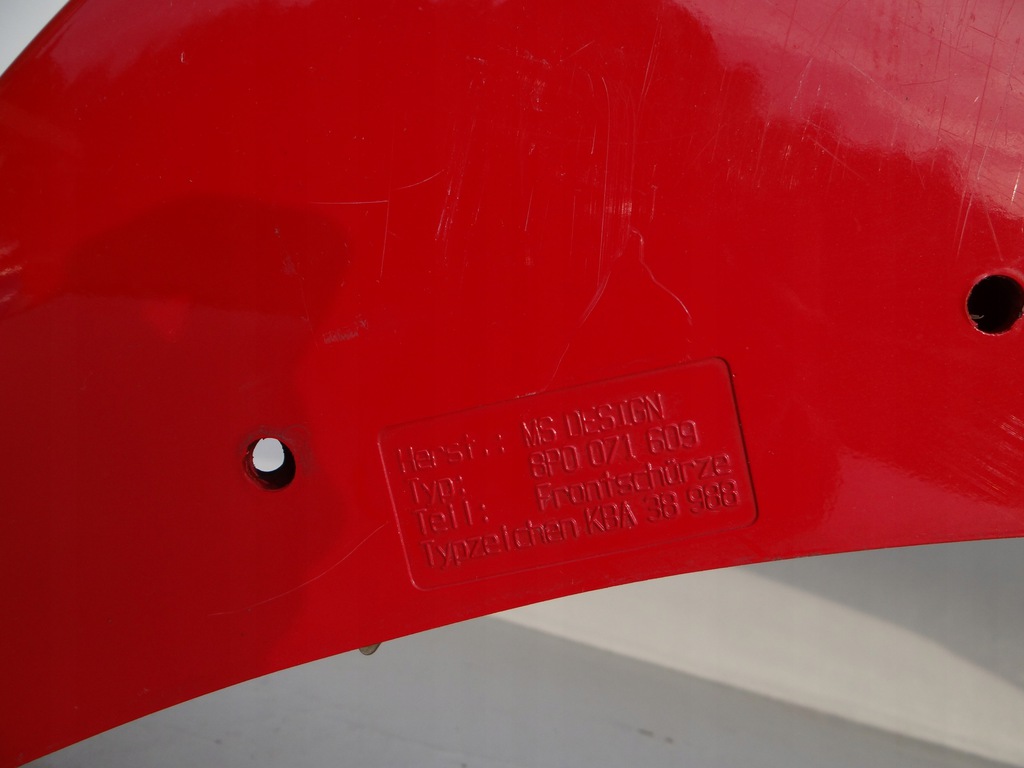 Herst.: MS DESIGN
Typ: 8P0 071 609
Teil: Frontschürze
Typzeichen KBA 38 988